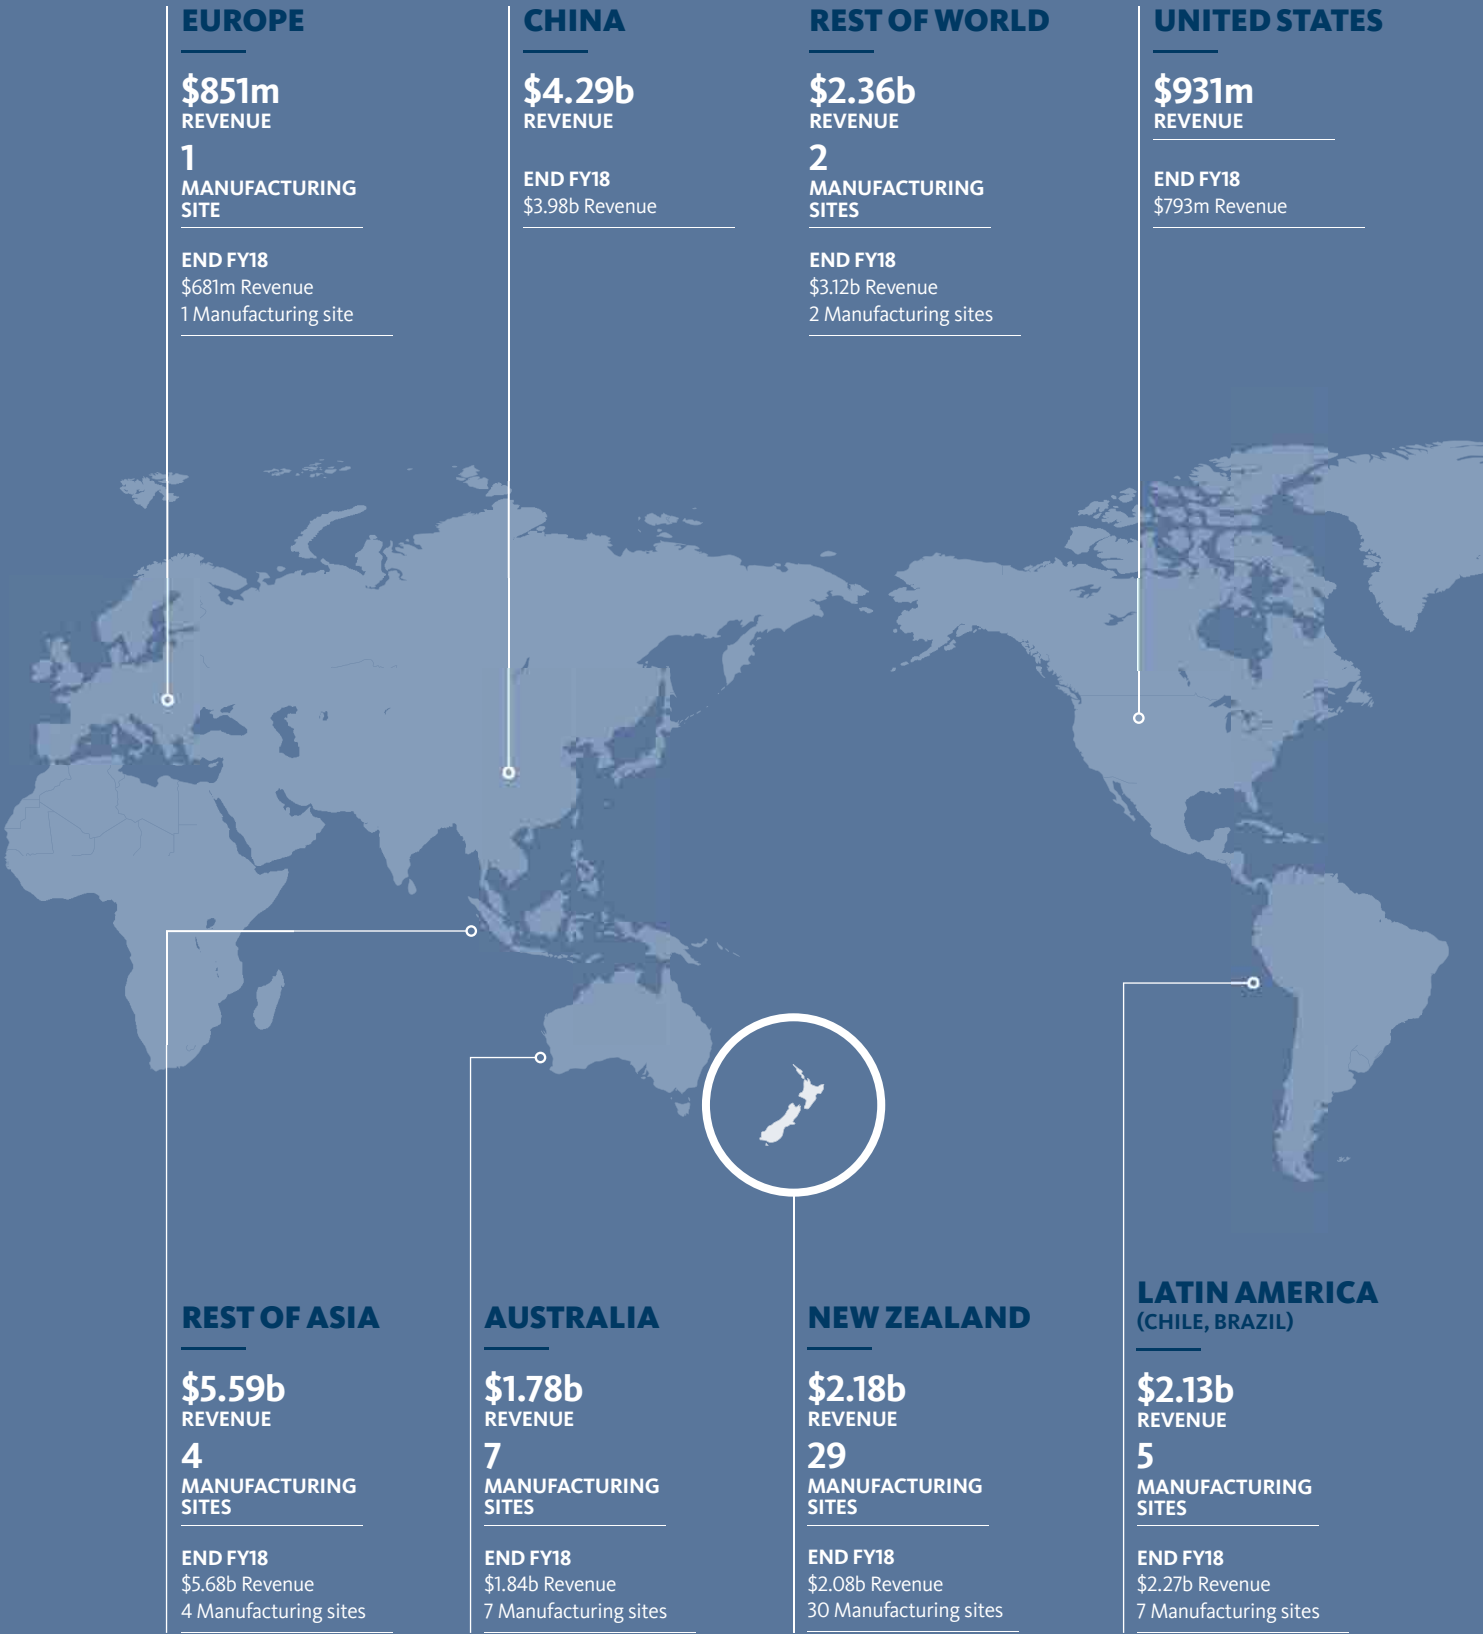 EUROPE
$851m
REVENUE
1
MANUFACTURING
SITE
END FY18
$681m Revenue
1 Manufacturing site
CHINA
$4.29b
REVENUE
END FY18
$3.98b Revenue
REST OF WORLD
$2.36b
REVENUE
2
MANUFACTURING
SITES
END FY18
$3.12b Revenue
2 Manufacturing sites
UNITED STATES
$931m
REVENUE
END FY18
$793m Revenue
REST OF ASIA
$5.59b
REVENUE
4
MANUFACTURING
SITES
END FY18
$5.68b Revenue
4 Manufacturing sites
AUSTRALIA
$1.78b
REVENUE
7
MANUFACTURING
SITES
END FY18
$1.84b Revenue
7 Manufacturing sites
NEW ZEALAND
$2.18b
REVENUE
29
MANUFACTURING
SITES
END FY18
$2.08b Revenue
30 Manufacturing sites
LATIN AMERICA
(CHILE, BRAZIL)
$2.13b
REVENUE
5
MANUFACTURING
SITES
END FY18
$2.27b Revenue
7 Manufacturing sites